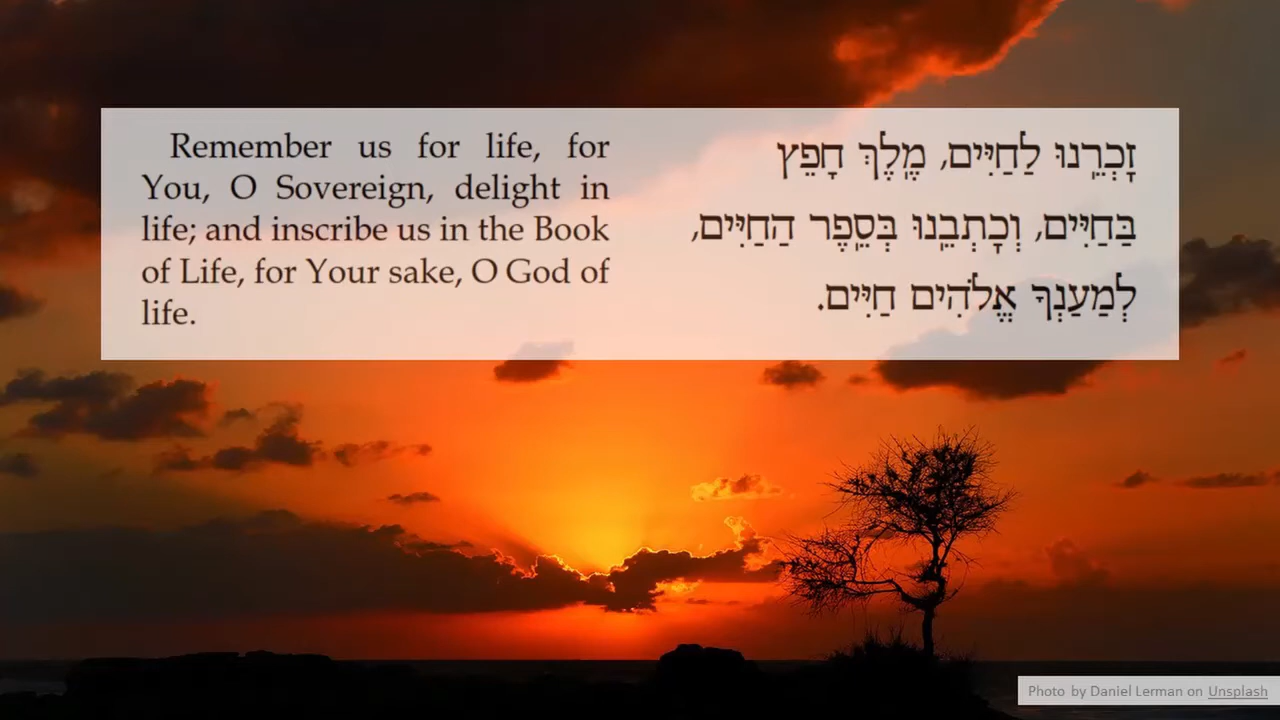 Remember us for life, for
You, O Sovereign, delight in
life; and inscribe us in the Book
of Life, for Your sake, O God of
life.
זָכְרֵֽנוּ לַחַיִּים, מֶֽלֶךְ חָפֵץ
בַּחַיִּים, וְכָתְבֵֽנוּ בְּסֵֽפֶר הַחַיִּים,
לְמַעַנְךָ אֱלֹהִים חַיִּים.
Photo by Daniel Lerman on Unsplash